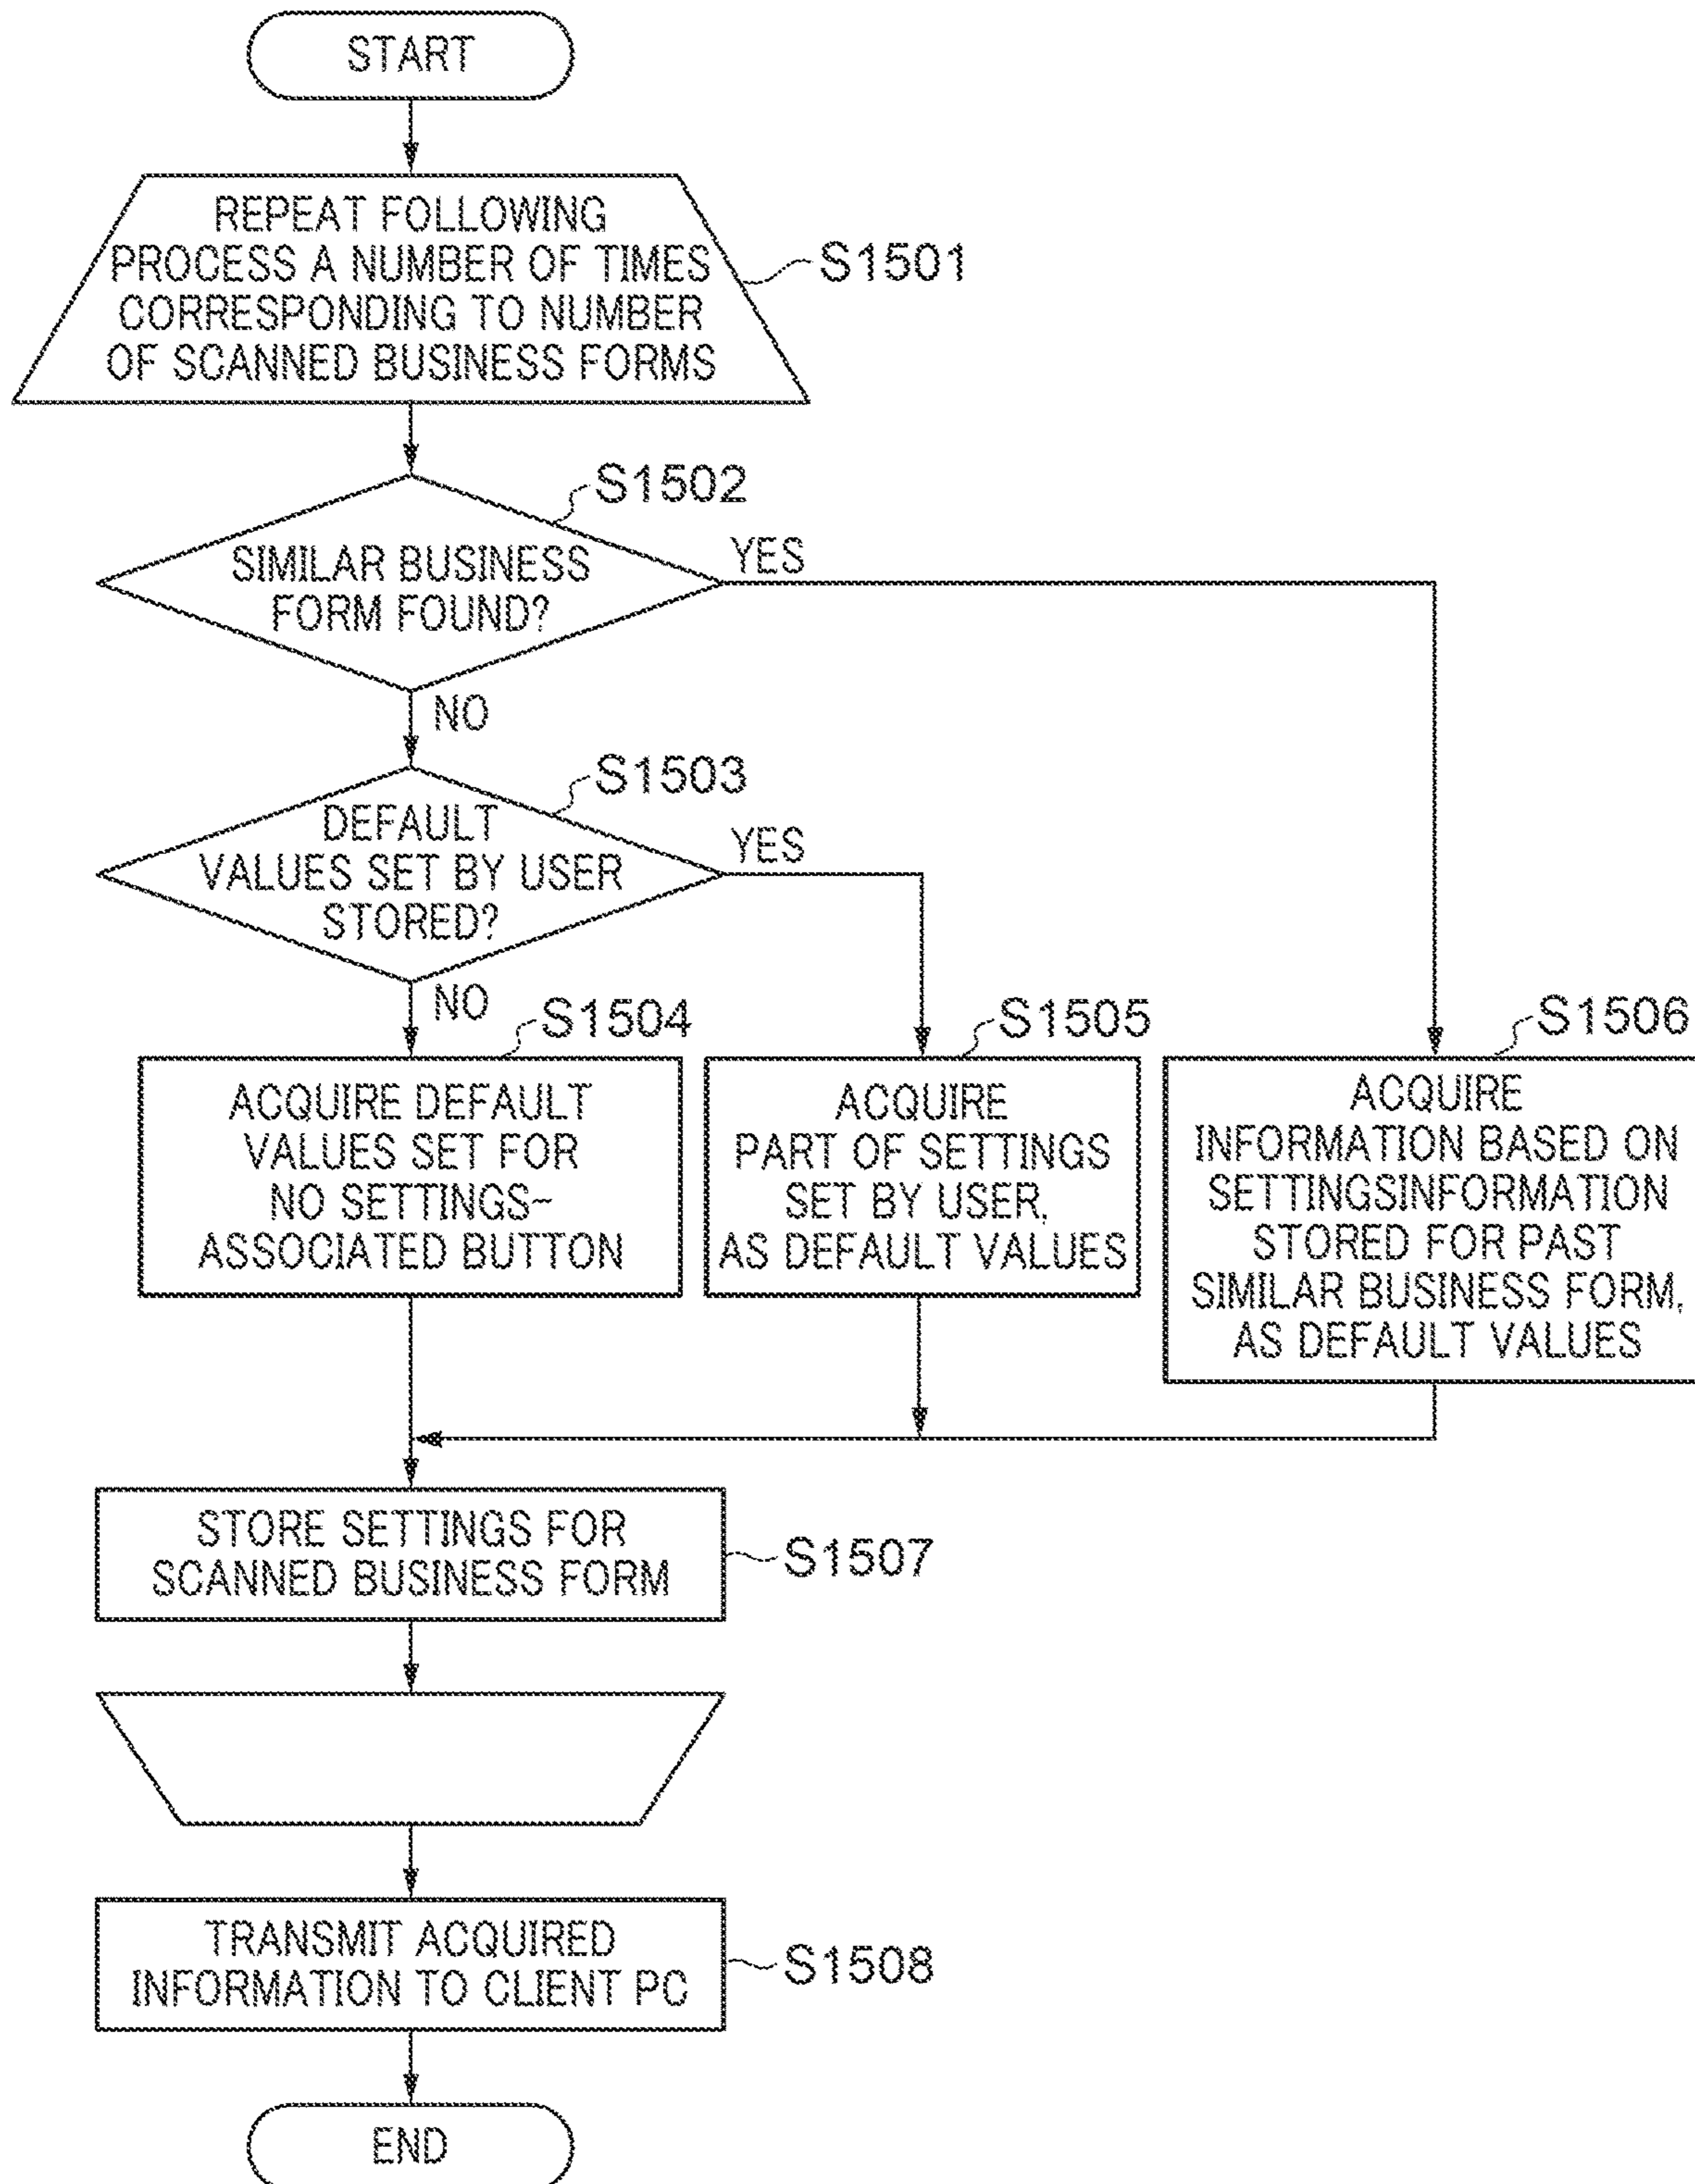 START
REPEAT FOLLOWING
PROCESS A NUMBER OF TIMES
CORRESPONDING TO NUMBER
OF SCANNED BUSINESS FORMS
S1501
S1502
SIMILAR BUSINESS
FORM FOUND?
YES
NO
S1503
DEFAULT
VALUES SET BY USER
STORED?
YES
NO
S1504
ACQUIRE DEFAULT
VALUES SET FOR
NO SETTINGS-
ASSOCIATED BUTTON
S1505
ACQUIRE
PART OF SETTINGS
SET BY USER,
AS DEFAULT VALUES
S1506
ACQUIRE
INFORMATION BASED ON
SETTINGSINFORMATION
STORED FOR PAST
SIMILAR BUSINESS FORM,
AS DEFAULT VALUES
STORE SETTINGS FOR
SCANNED BUSINESS FORM
S1507
TRANSMIT ACQUIRED
INFORMATION TO CLIENT PC
S1508
END